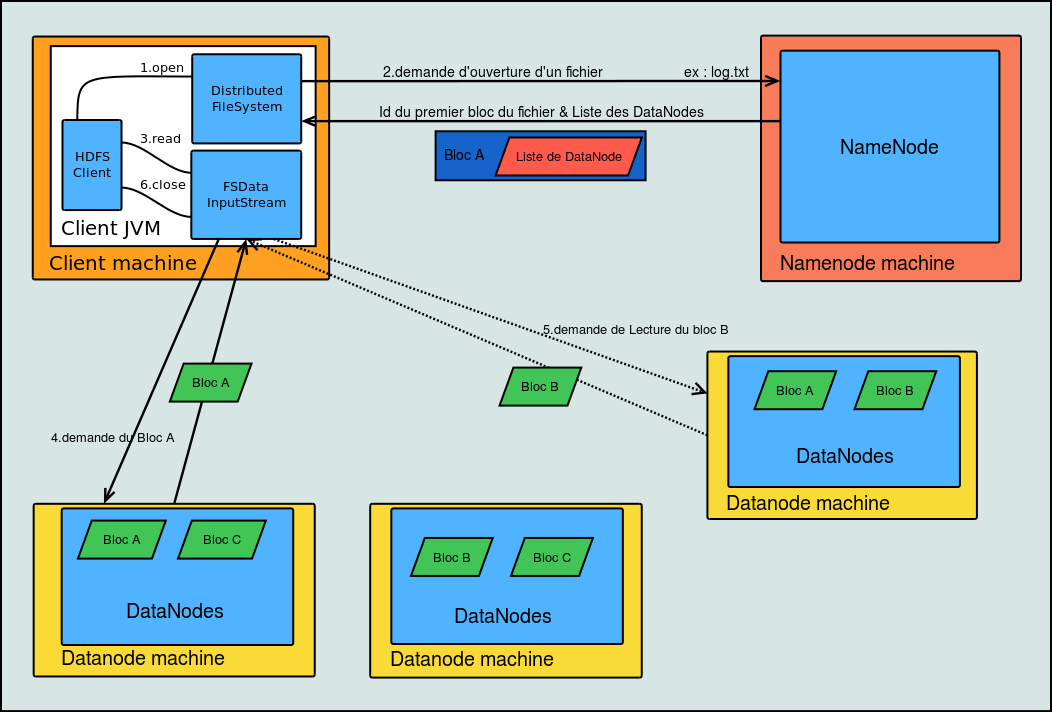 1.open
Distributed
FileSystem
HDFS
Client
3.read
6.close
FSData
InputStream
Client JVM
Client machine
2.demande d'ouverture d'un fichier
ex : log.txt
Id du premier bloc du fichier & Liste des DataNodes
Bloc A
Liste de DataNode
NameNode
Namenode machine
5.demande de Lecture du bloc B
Bloc A
Bloc B
4.demande du Bloc A
Bloc A
Bloc B
DataNodes
Datanode machine
Bloc A
Bloc C
DataNodes
Datanode machine
Bloc B
Bloc C
DataNodes
Datanode machine